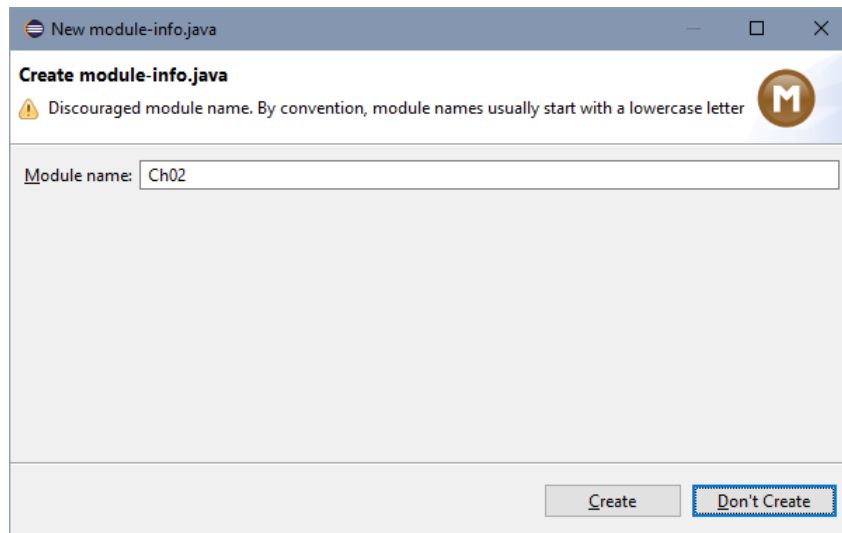 New module-info.java
Create module-info.java
Discouraged module name. By convention, module names usually start with a lowercase letter
M
Module name: Ch02
Create
Don't Create